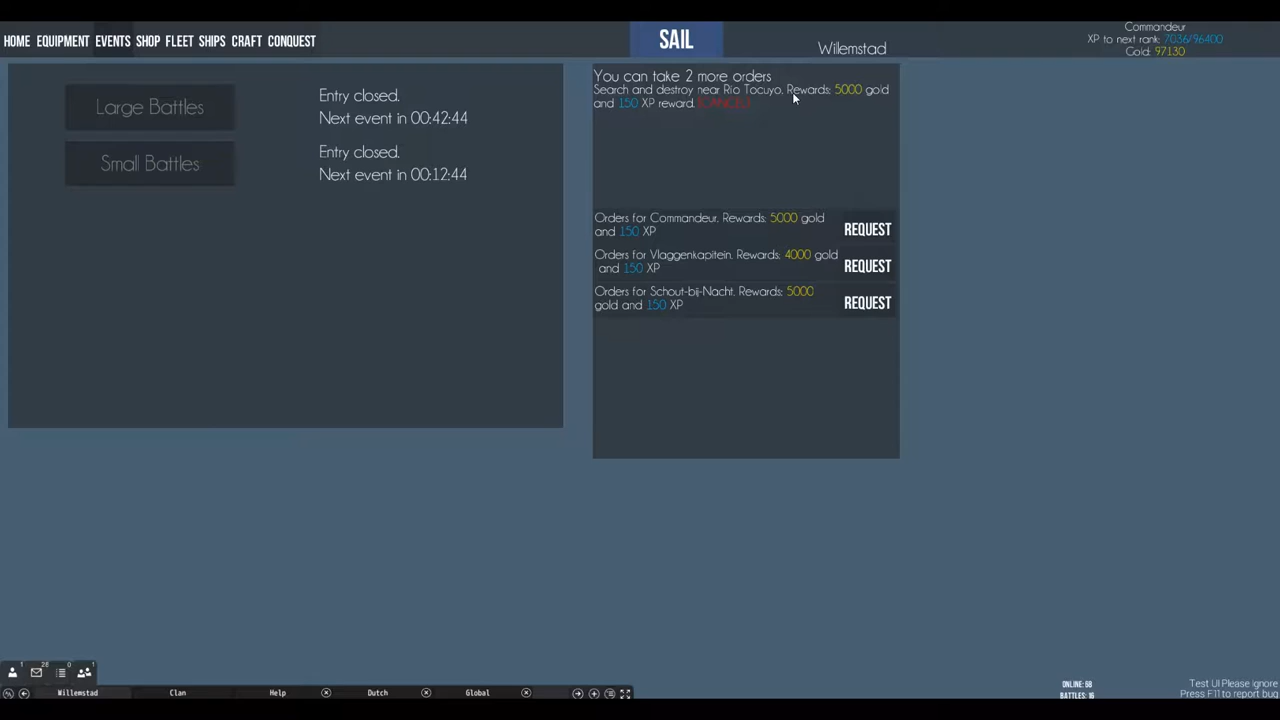 HOME EQUIPMENT EVENTS SHOP FLEET SHIPS CRAFT CONQUEST
SAIL
Willemstad
Commandeur
XP to next rank: 7036/96400
Gold: 97130
Large Battles
Entry closed.
Next event in 00:42:44
Small Battles
Entry closed.
Next event in 00:12:44
You can take 2 more orders
Search and destroy near Rio Tocuyo. Rewards: 5000 gold
and 150 XP reward. [CANCEL]
Orders for Commandeur. Rewards: 5000 gold
and 150 XP
REQUEST
Orders for Vlaggenkapitein. Rewards: 4000 gold
and 150 XP
REQUEST
Orders for Schout-bij-Nacht. Rewards: 5000
gold and 150 XP
REQUEST
1 26 0 1
Willemstad Clan Help Dutch Global
ONLINE: 68
BATTLES: 16
Test UI Please ignore
Press F11 to report bug